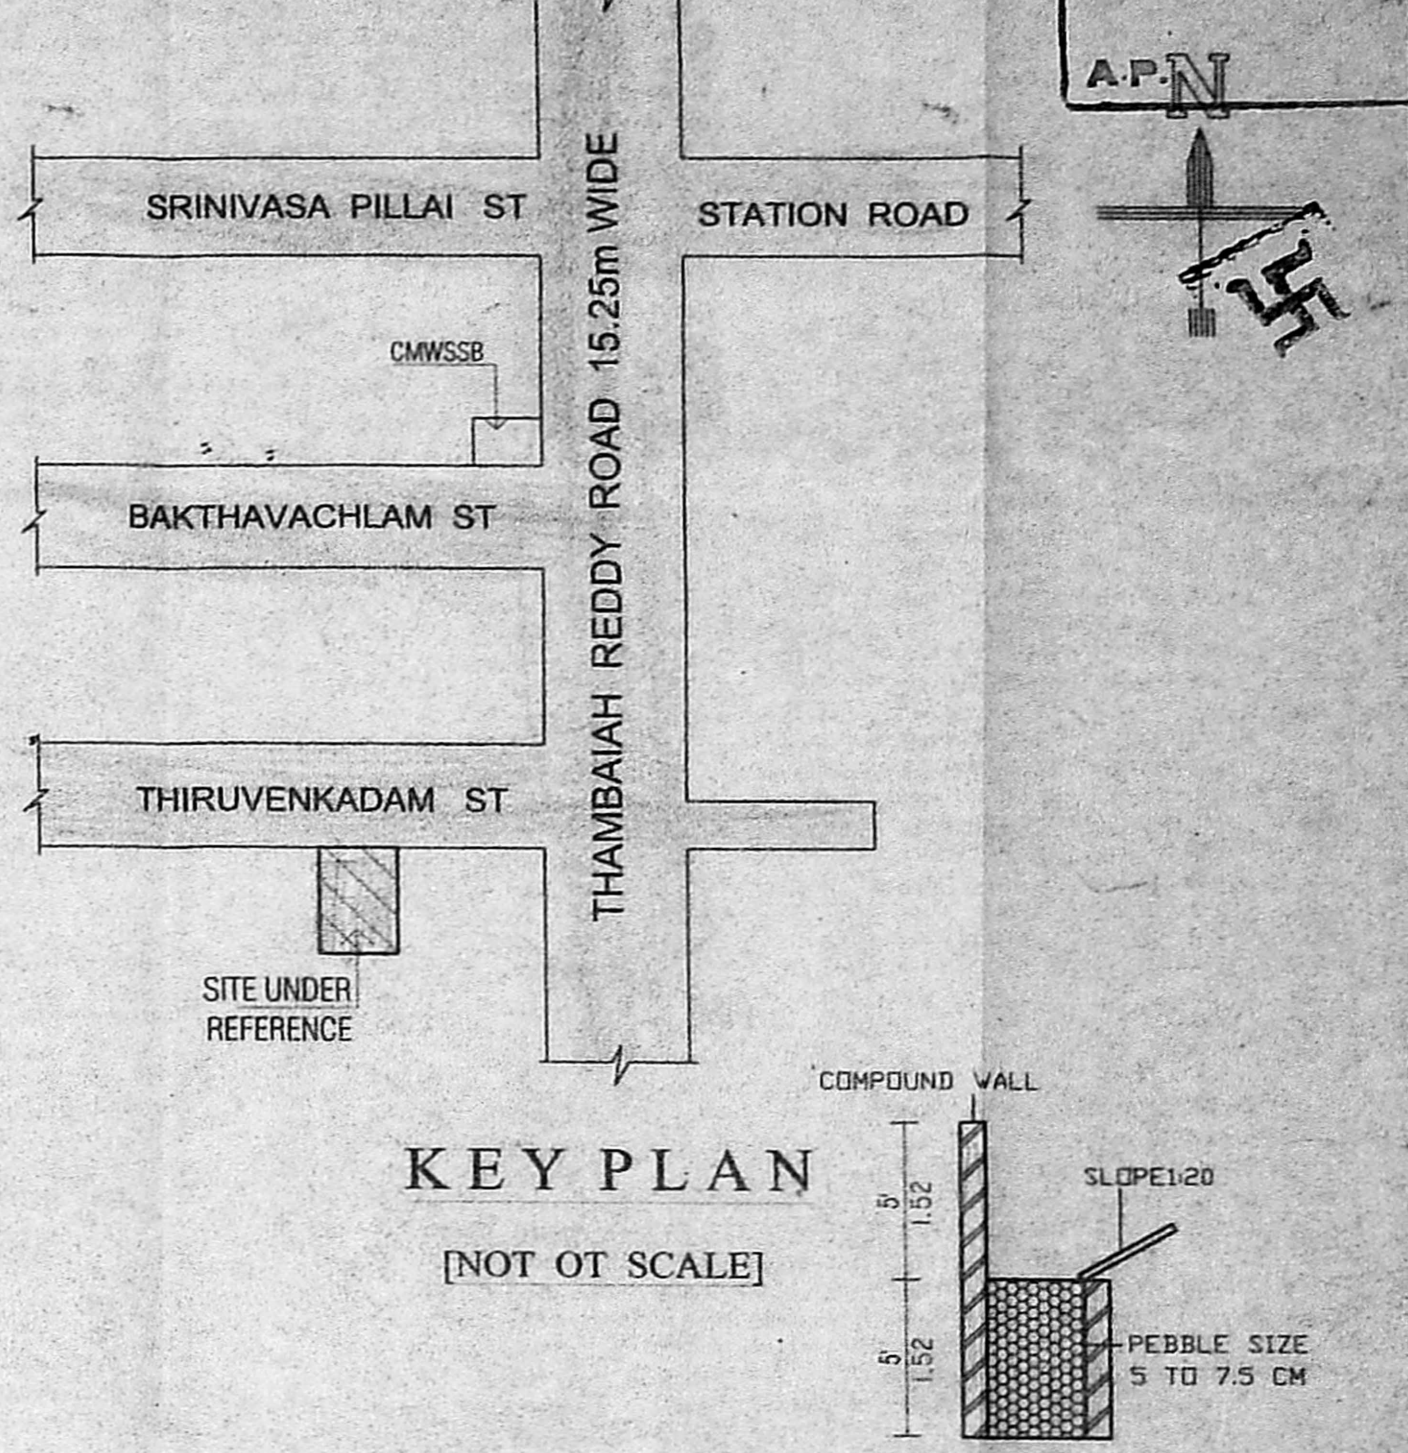 A.P.
N
SRINIVASA PILLAI ST
STATION ROAD
THAMBAIAH REDDY ROAD 15.25m WIDE
CMWSSB
BAKTHAVACHLAM ST
THIRUVENKADAM ST
SITE UNDER
REFERENCE
KEY PLAN
[NOT OT SCALE]
COMPOUND WALL
5'
1.52
SLOPE1:20
5'
1.52
PEBBLE SIZE
5 TO 7.5 CM